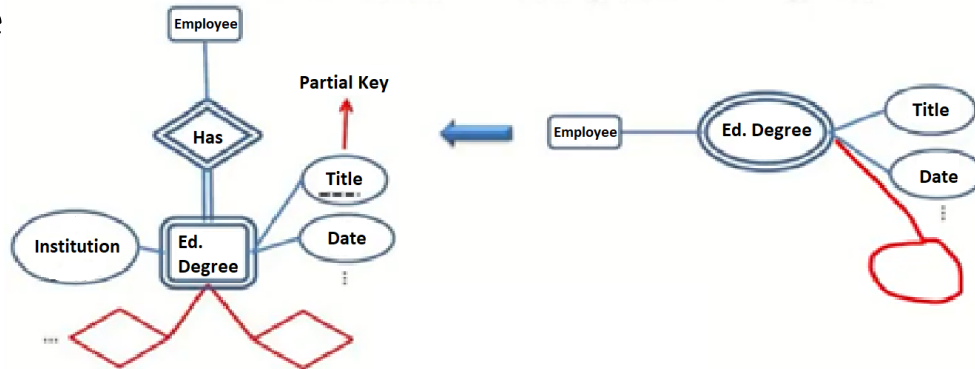 e
Employee
Has
Partial Key
Title
Date
Institution
Ed.
Degree
Employee
Ed. Degree
Title
Date